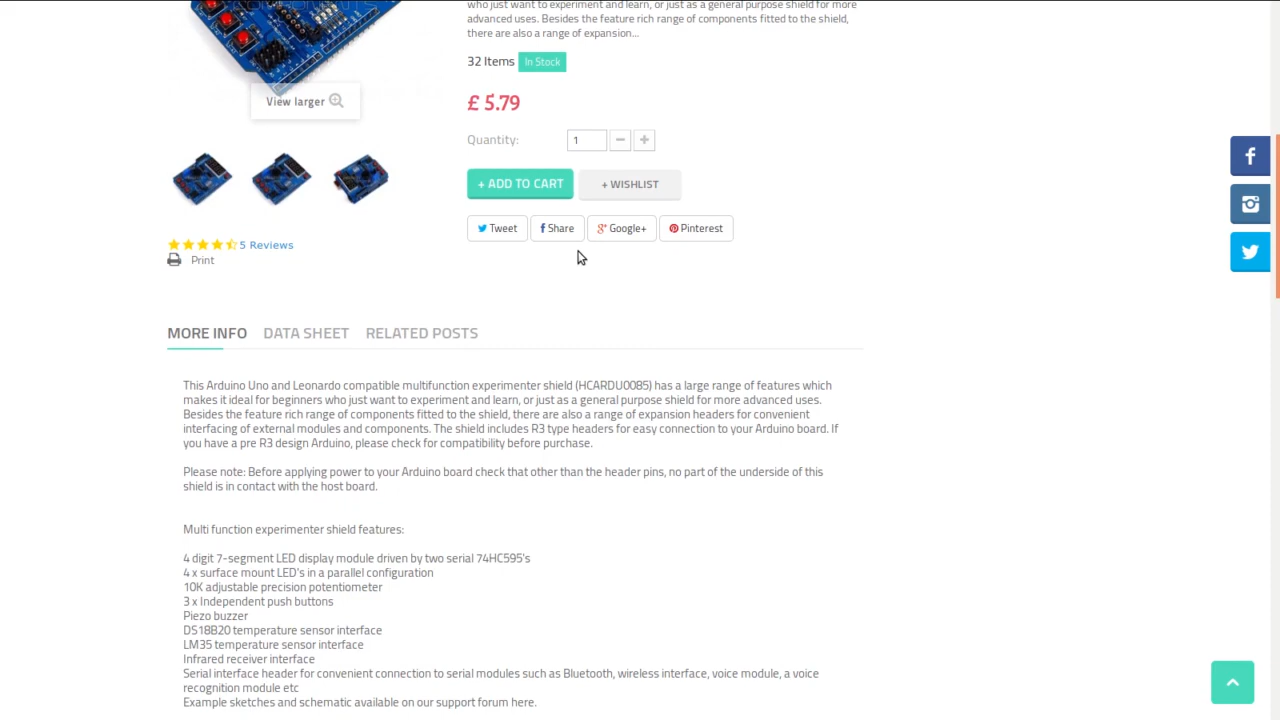 who just want to experiment and learn, or just as a general purpose shield for more
advanced uses. Besides the feature rich range of components fitted to the shield,
there are also a range of expansion...
32 Items In Stock
View larger
£ 5.79
Quantity: 1
+ ADD TO CART + WISHLIST
Tweet Share Google+ Pinterest
5 Reviews
Print
MORE INFO DATA SHEET RELATED POSTS
This Arduino Uno and Leonardo compatible multifunction experimenter shield (HCARDU0085) has a large range of features which
makes it ideal for beginners who just want to experiment and learn, or just as a general purpose shield for more advanced uses.
Besides the feature rich range of components fitted to the shield, there are also a range of expansion headers for convenient
interfacing of external modules and components. The shield includes R3 type headers for easy connection to your Arduino board. If
you have a pre R3 design Arduino, please check for compatibility before purchase.
Please note: Before applying power to your Arduino board check that other than the header pins, no part of the underside of this
shield is in contact with the host board.
Multi function experimenter shield features:
4 digit 7-segment LED display module driven by two serial 74HC595's
4 x surface mount LED's in a parallel configuration
10K adjustable precision potentiometer
3 x Independent push buttons
Piezo buzzer
DS18B20 temperature sensor interface
LM35 temperature sensor interface
Infrared receiver interface
Serial interface header for convenient connection to serial modules such as Bluetooth, wireless interface, voice module, a voice
recognition module etc
Example sketches and schematic available on our support forum here.